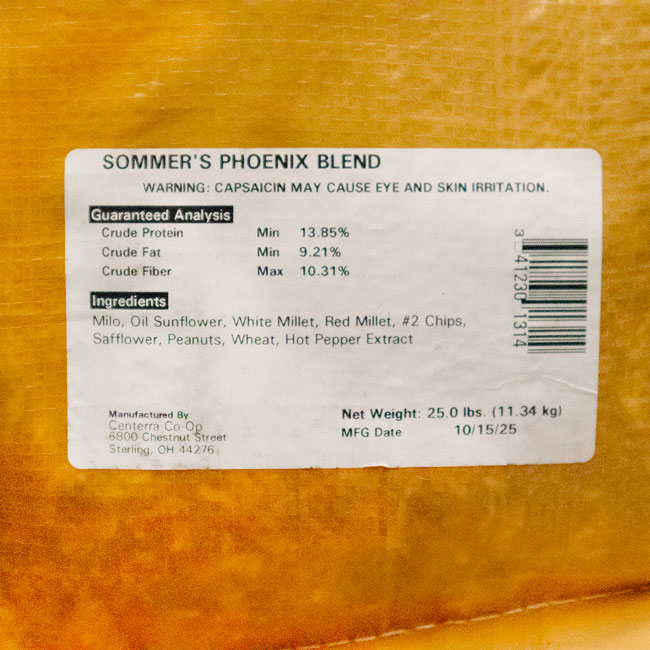 SOMMER'S PHOENIX BLEND
WARNING: CAPSAICIN MAY CAUSE EYE AND SKIN IRRITATION.
Guaranteed Analysis
Crude Protein Min 13.85%
Crude Fat Min 9.21%
Crude Fiber Max 10.31%
Ingredients
Milo, Oil Sunflower, White Millet, Red Millet, #2 Chips,
Safflower, Peanuts, Wheat, Hot Pepper Extract
3 41230 1314
Manufactured By:
Centerra Co-Op
6800 Chestnut Street
Sterling, OH 44276
Net Weight: 25.0 lbs. (11.34 kg)
MFG Date 10/15/25